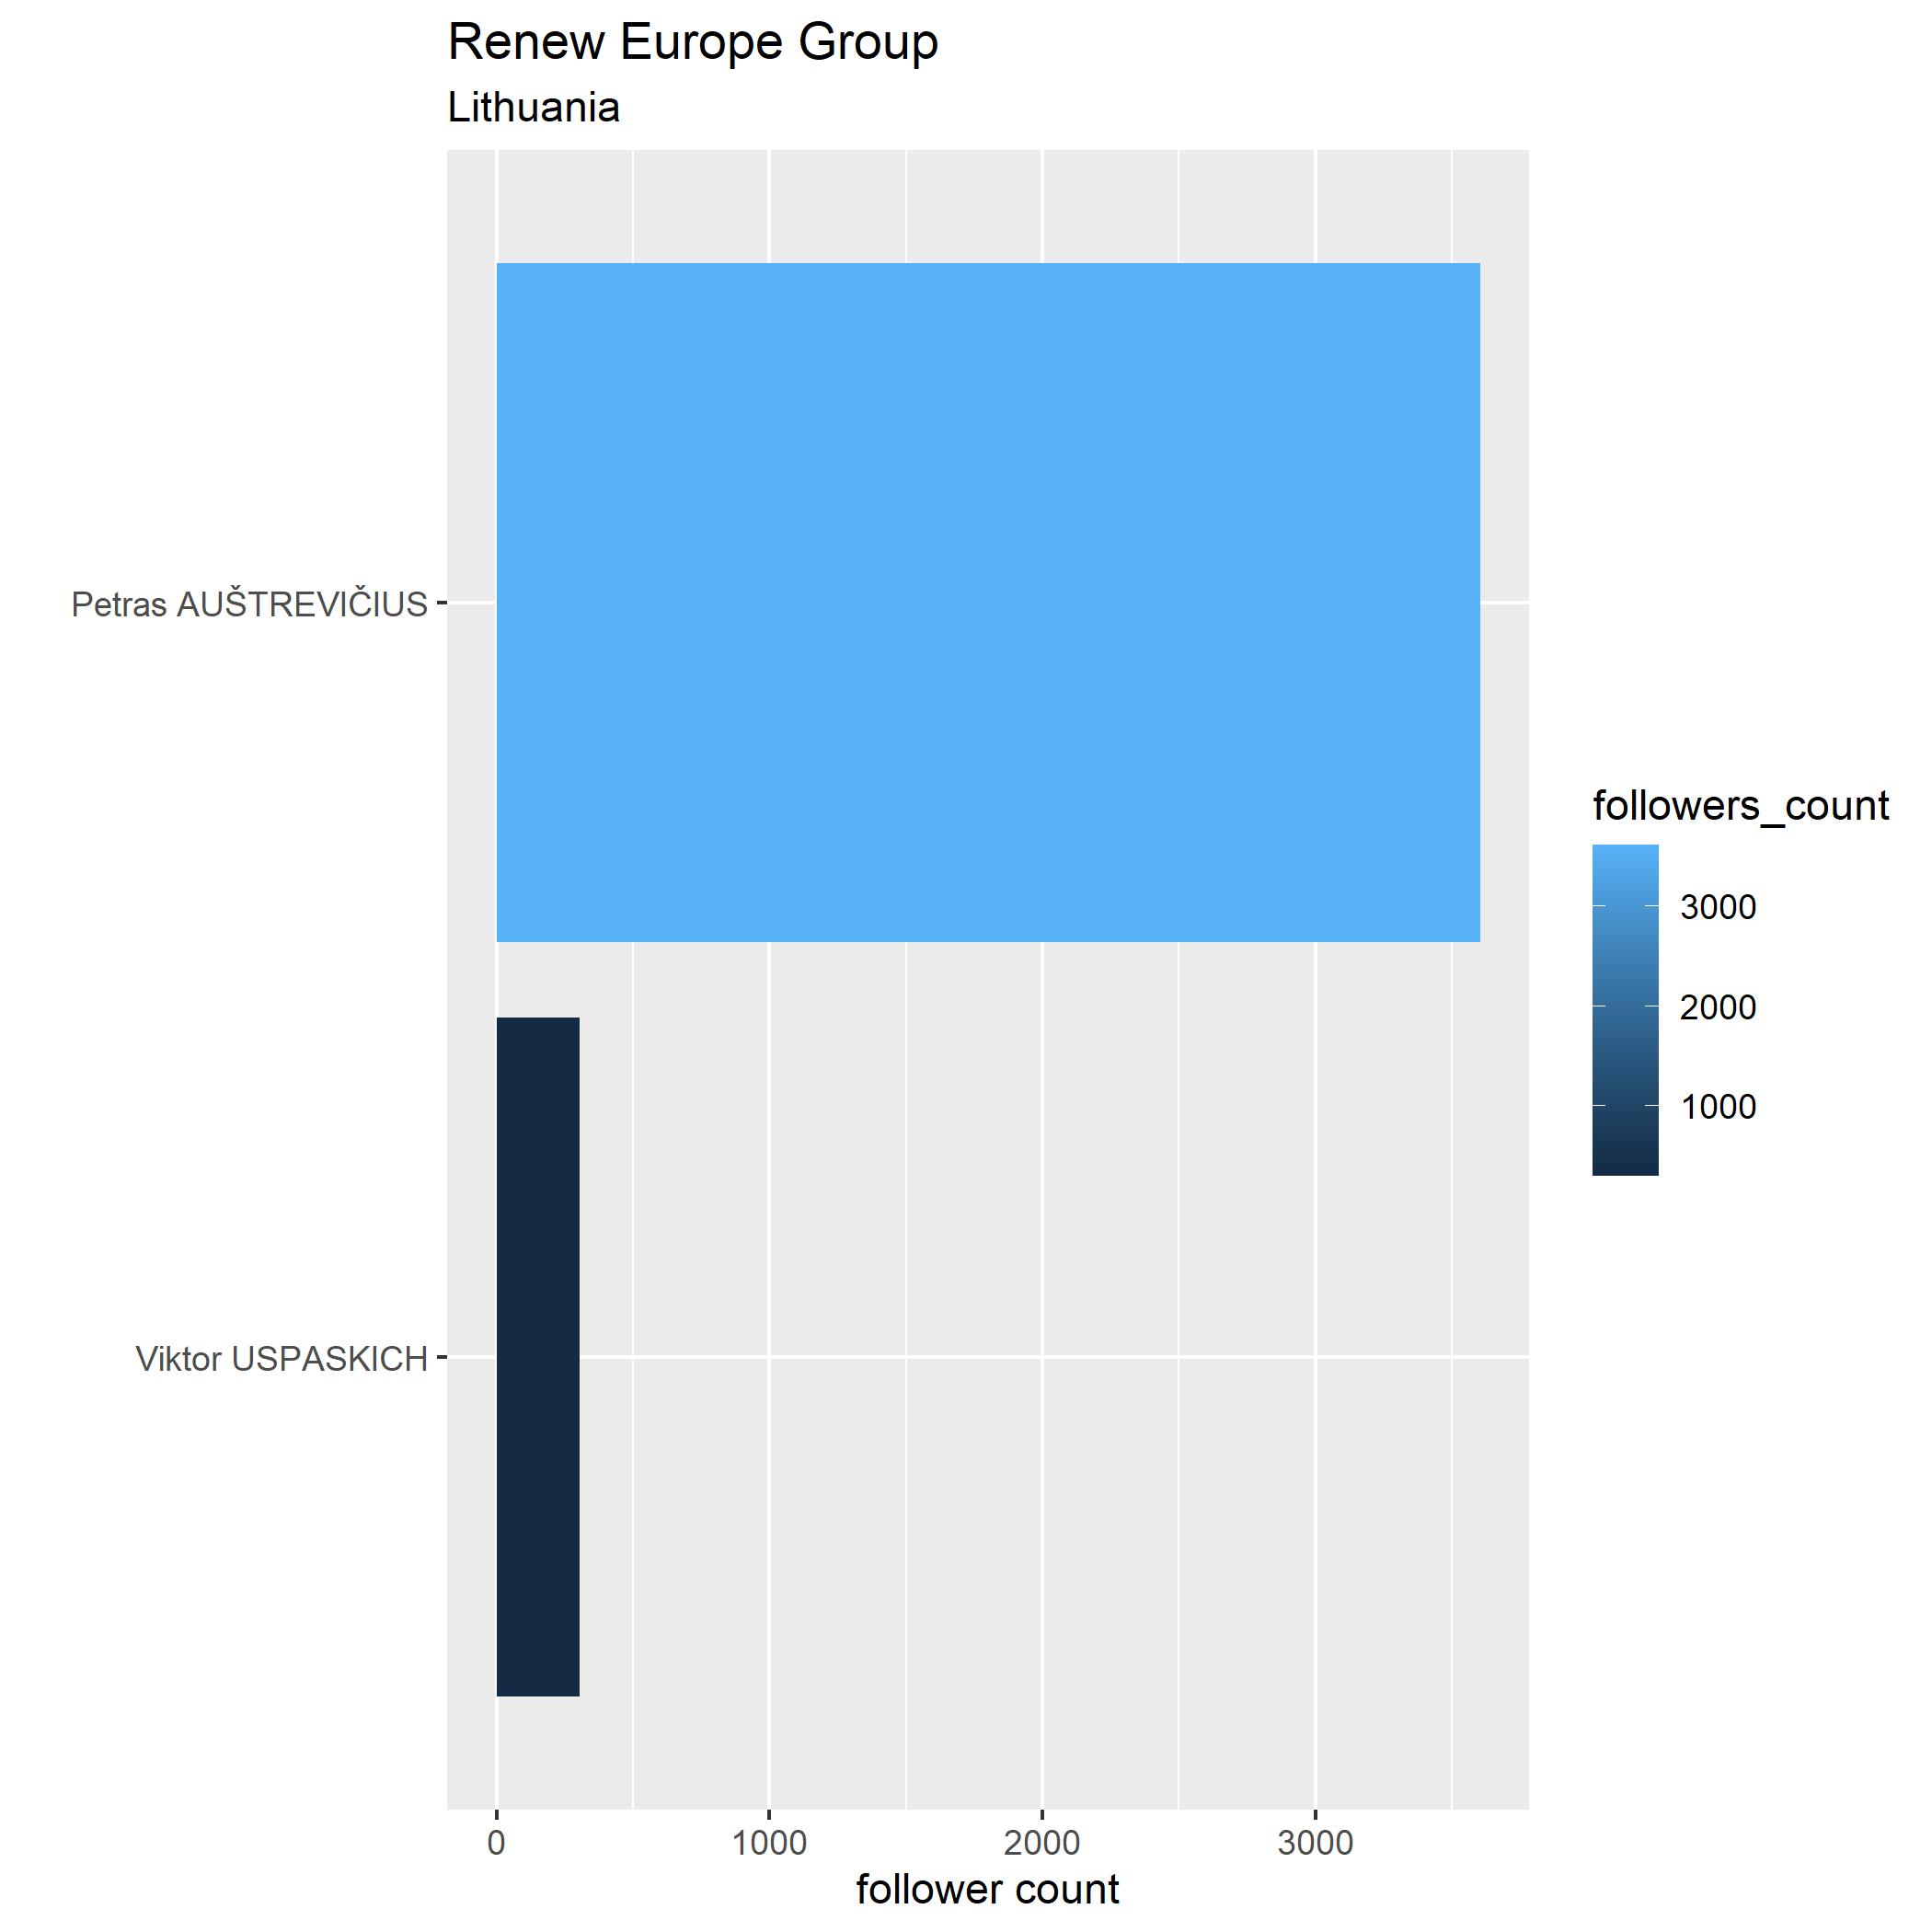 Renew Europe Group
Lithuania
Petras AUŠTREVIČIUS
Viktor USPASKICH
0 1000 2000 3000
follower count
followers_count
3000
2000
1000